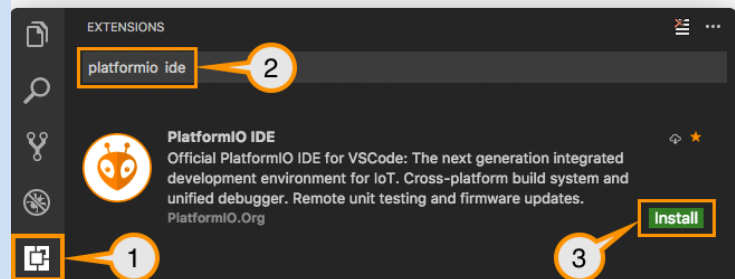 EXTENSIONS
platformio ide
2
PlatformIO IDE
Official PlatformIO IDE for VSCode: The next generation integrated
development environment for IoT. Cross-platform build system and
unified debugger. Remote unit testing and firmware updates.
PlatformIO.Org
Install
1
3